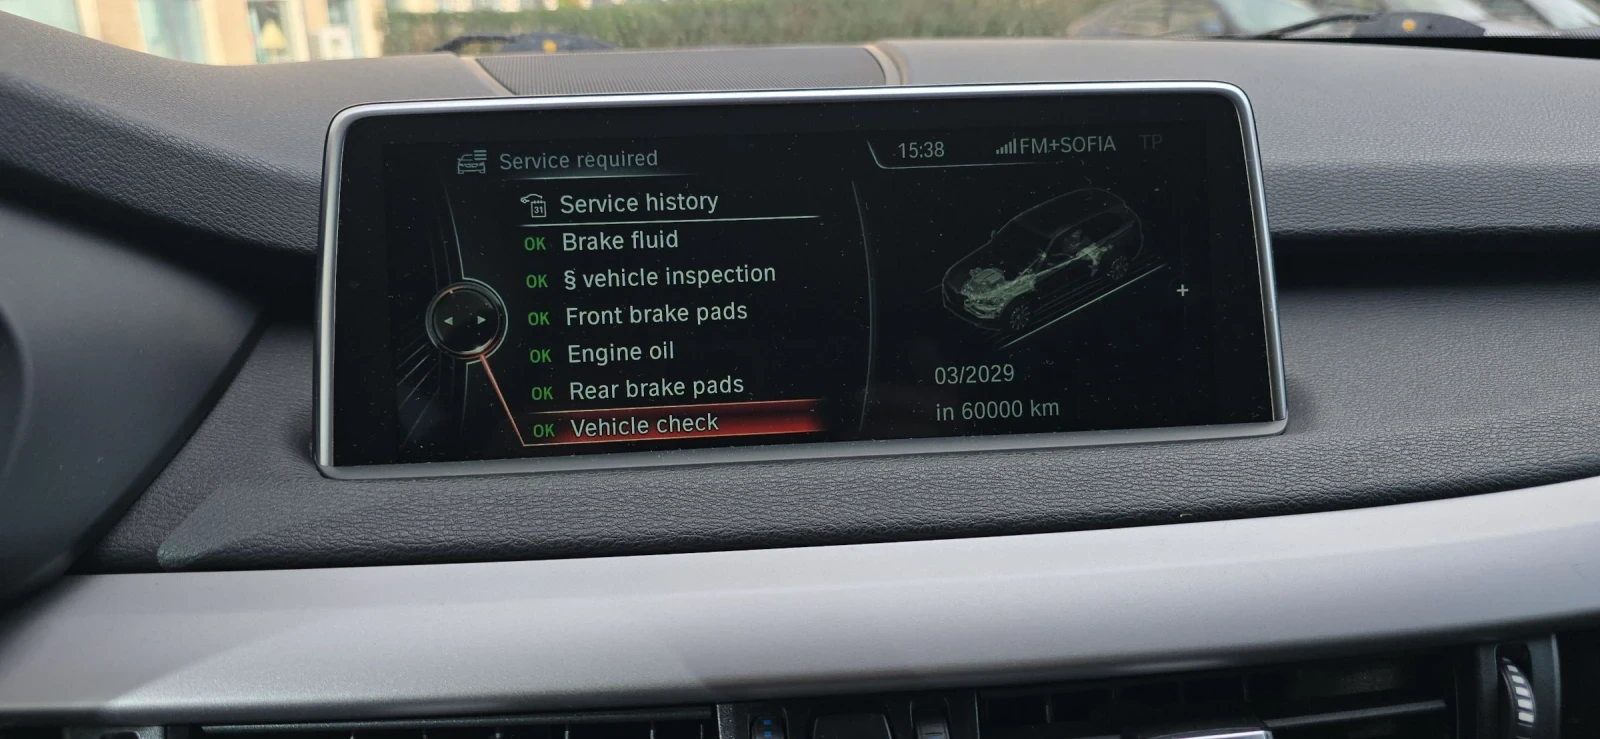 Service required
15:38
FM+SOFIA
TP
31
Service history
OK Brake fluid
OK § vehicle inspection
OK Front brake pads
OK Engine oil
OK Rear brake pads
OK Vehicle check
+
03/2029
in 60000 km